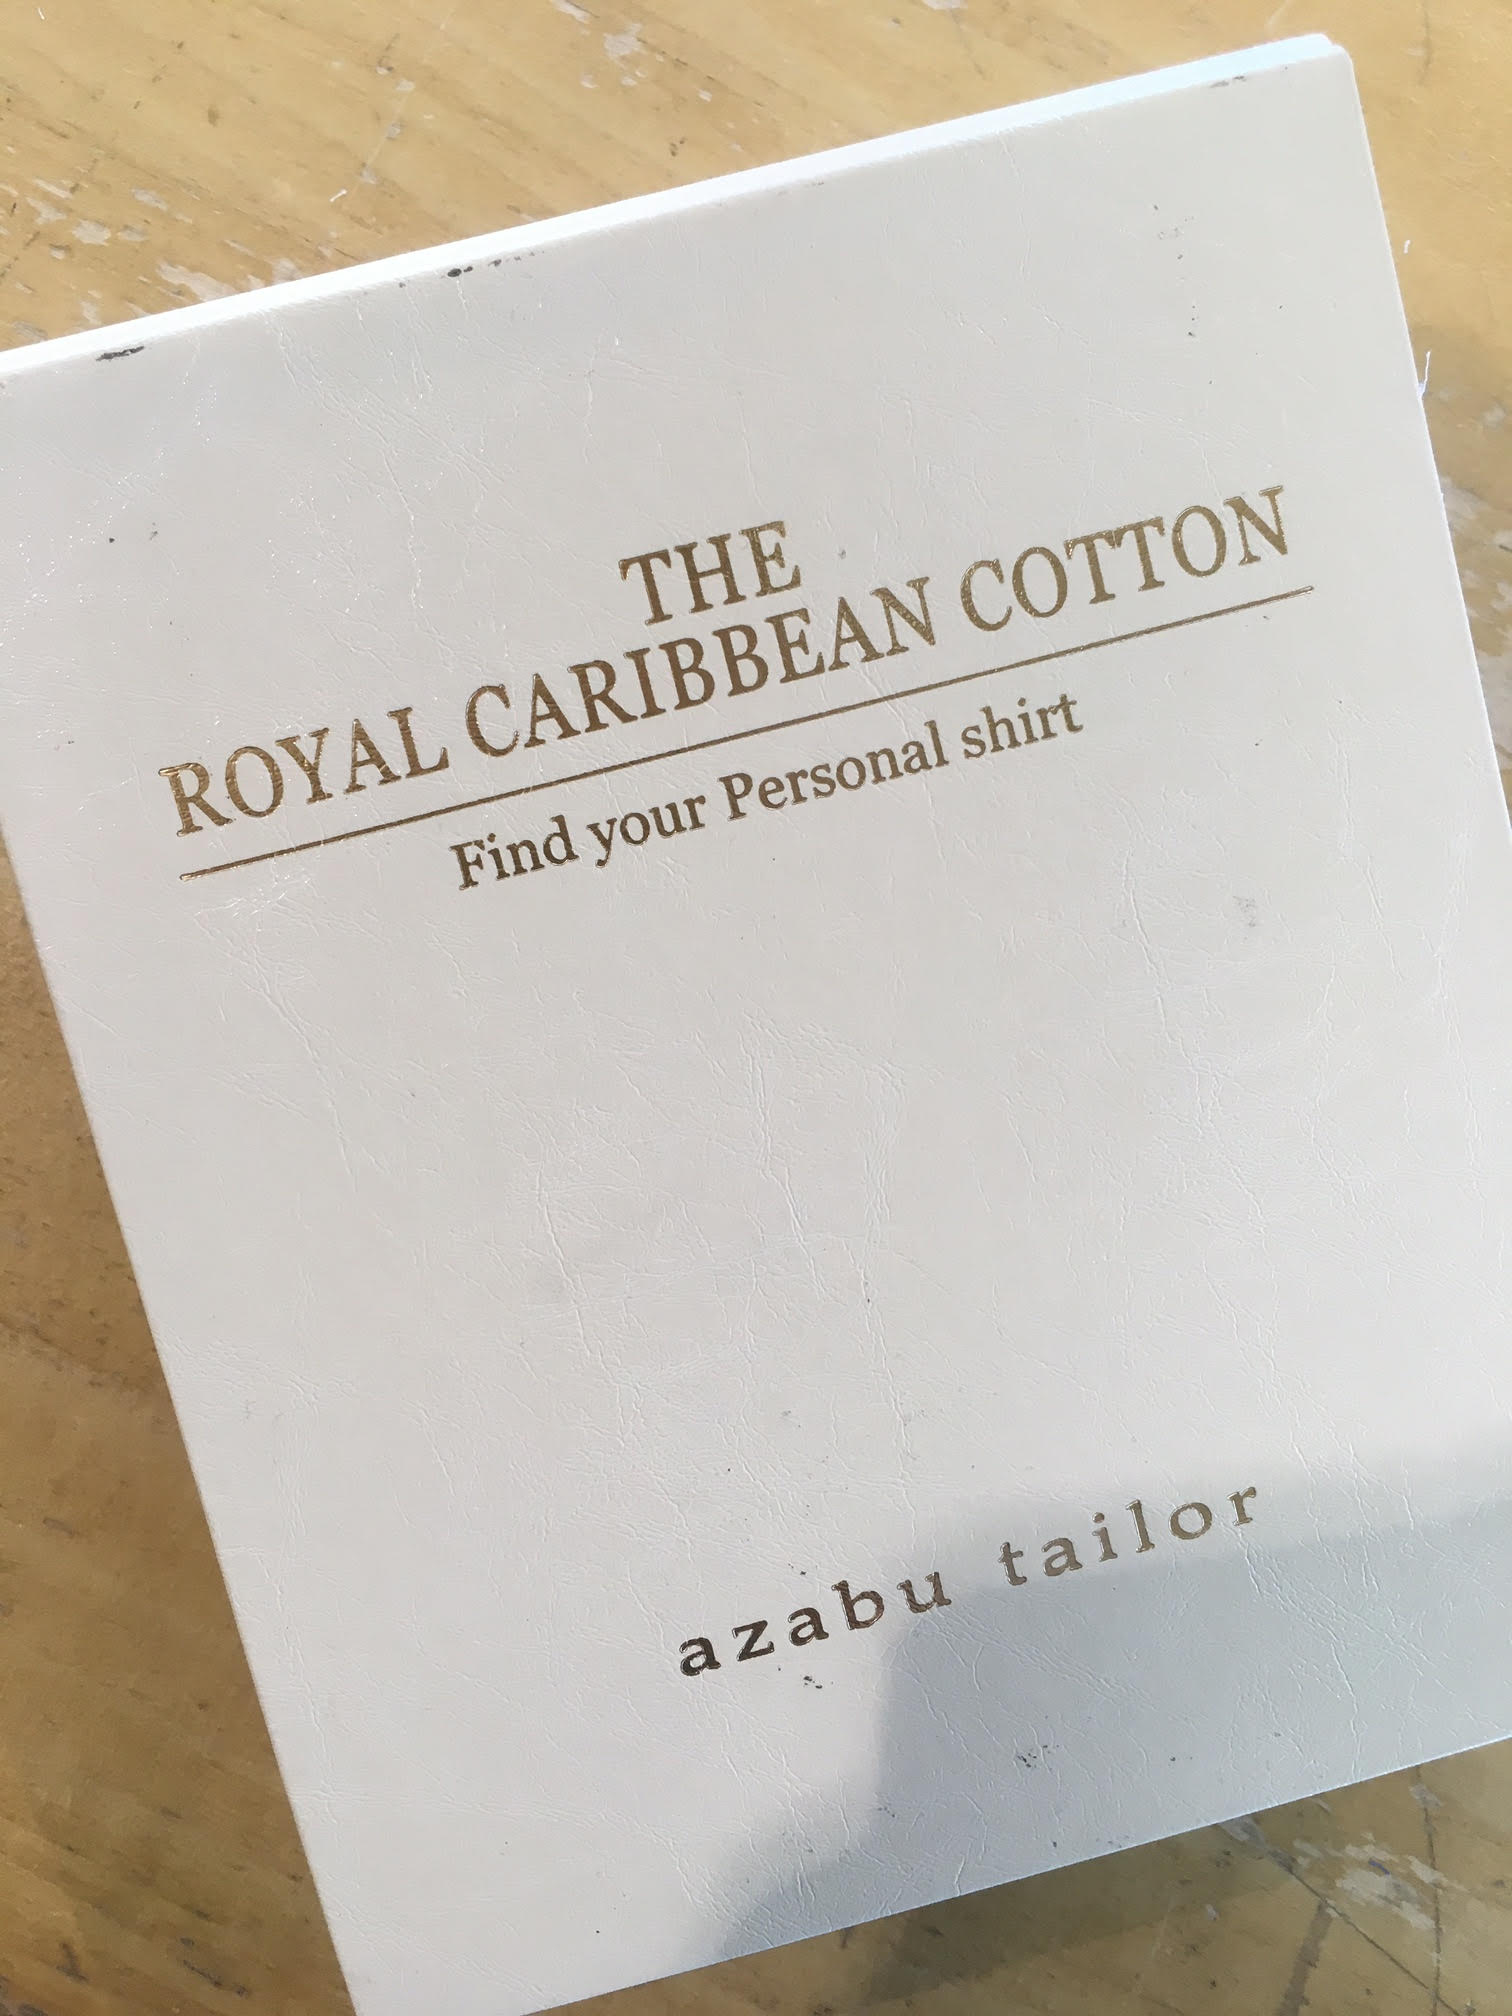 THE
ROYAL CARIBBEAN COTTON
Find your Personal shirt
azabu tailor